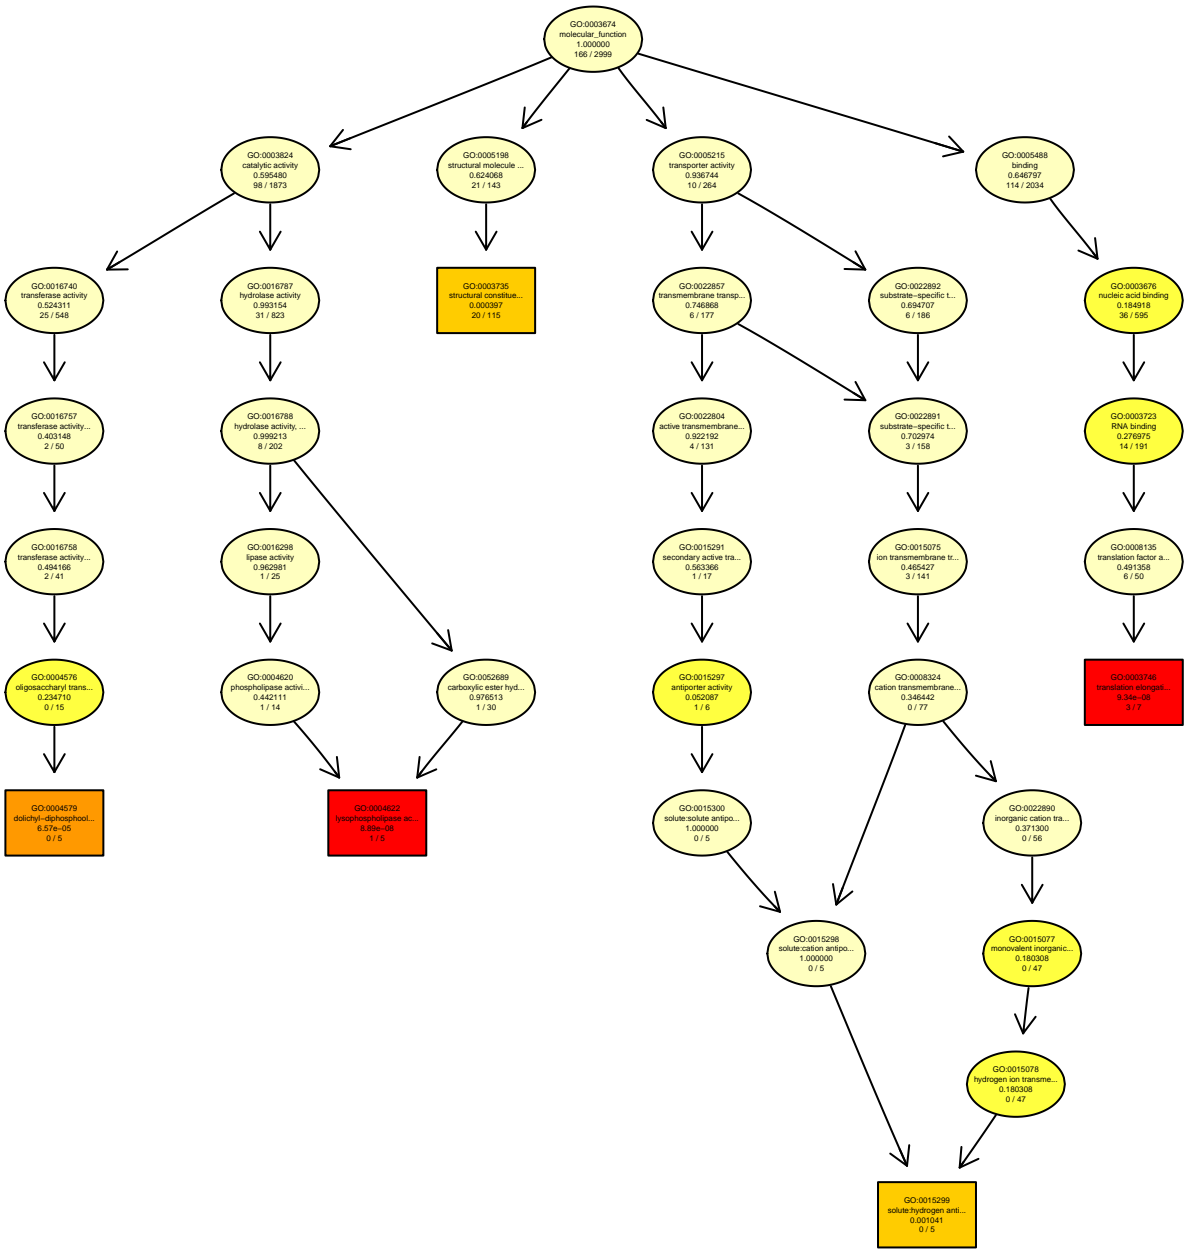 GO:0003674
molecular_function
1.000000
166 / 2999
GO:0003824
catalytic activity
0.595480
98 / 1873
GO:0005198
structural molecule ...
0.624068
21 / 143
GO:0005215
transporter activity
0.936744
10 / 264
GO:0005488
binding
0.646797
114 / 2034
GO:0016740
transferase activity
0.524311
25 / 548
GO:0016787
hydrolase activity
0.993154
31 / 823
GO:0003735
structural constitue...
0.000397
20 / 115
GO:0022857
transmembrane transp...
0.746868
6 / 177
GO:0022892
substrate−specific t...
0.694707
6 / 186
GO:0003676
nucleic acid binding
0.184918
36 / 595
GO:0016757
transferase activity...
0.403148
2 / 50
GO:0016788
hydrolase activity, ...
0.999213
8 / 202
GO:0022804
active transmembrane...
0.922192
4 / 131
GO:0022891
substrate−specific t...
0.702974
3 / 158
GO:0003723
RNA binding
0.276975
14 / 191
GO:0016758
transferase activity...
0.494166
2 / 41
GO:0016298
lipase activity
0.962981
1 / 25
GO:0015291
secondary active tra...
0.563366
1 / 17
GO:0015075
ion transmembrane tr...
0.465427
3 / 141
GO:0008135
translation factor a...
0.491358
6 / 50
GO:0004576
oligosaccharyl trans...
0.234710
0 / 15
GO:0004620
phospholipase activi...
0.442111
1 / 14
GO:0052689
carboxylic ester hyd...
0.976513
1 / 30
GO:0015297
antiporter activity
0.052087
1 / 6
GO:0008324
cation transmembrane...
0.346442
0 / 77
GO:0003746
translation elongati...
9.34e−08
3 / 7
GO:0004579
dolichyl−diphosphool...
6.57e−05
0 / 5
GO:0004622
lysophospholipase ac...
5.89e−08
1 / 5
GO:0015300
solute:solute antipo...
1.000000
0 / 5
GO:0022890
inorganic cation tra...
0.371300
0 / 56
GO:0015298
solute:cation antipo...
1.000000
0 / 5
GO:0015077
monovalent inorganic...
0.180308
0 / 47
GO:0015078
hydrogen ion transme...
0.180308
0 / 47
GO:0015299
solute:hydrogen anti...
0.001041
0 / 5